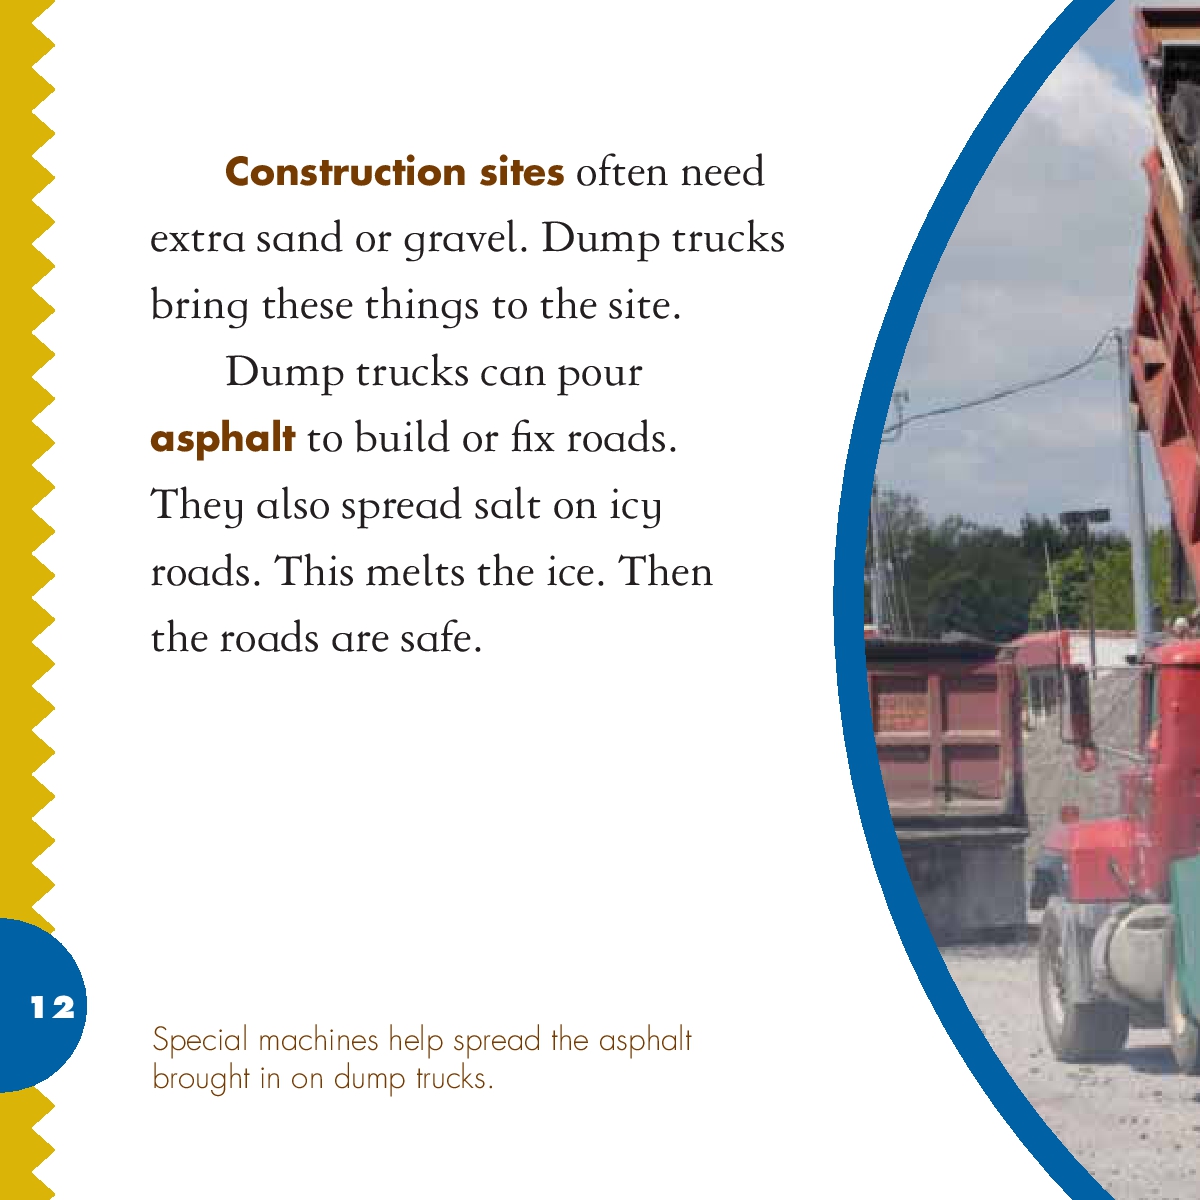 Construction sites often need
extra sand or gravel. Dump trucks
bring these things to the site.
Dump trucks can pour
asphalt to build or fix roads.
They also spread salt on icy
roads. This melts the ice. Then
the roads are safe.
12
Special machines help spread the asphalt
brought in on dump trucks.